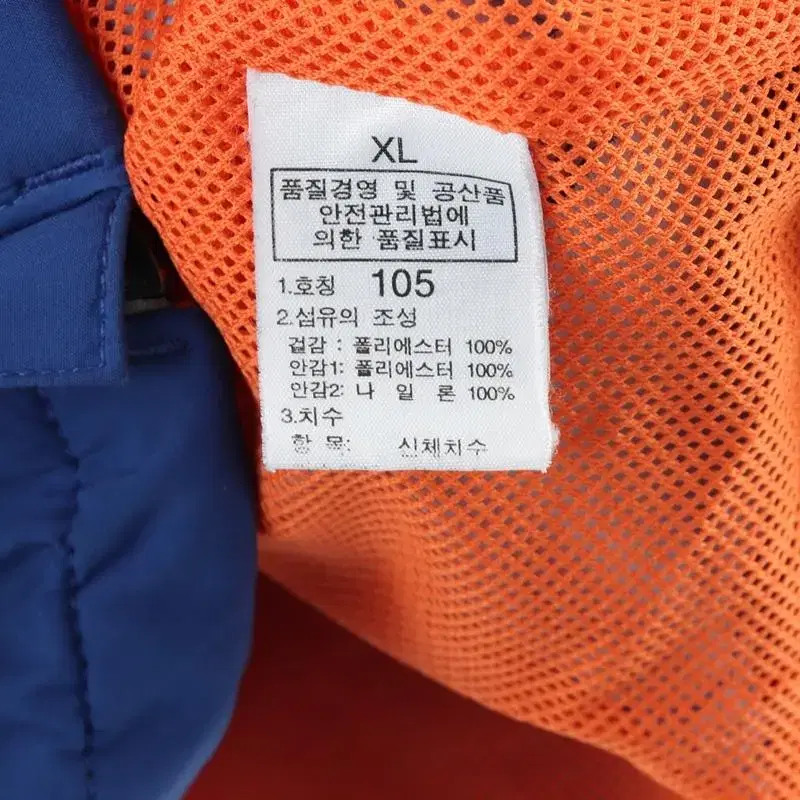 XL
품질경영 및 공산품
안전관리법에
의한 품질표시
1.호칭 105
2.섬유의 조성
겉감 : 폴리에스터 100%
안감1: 폴리에스터 100%
안감2: 나 일 론 100%
3.치수
항 목: 신체치수